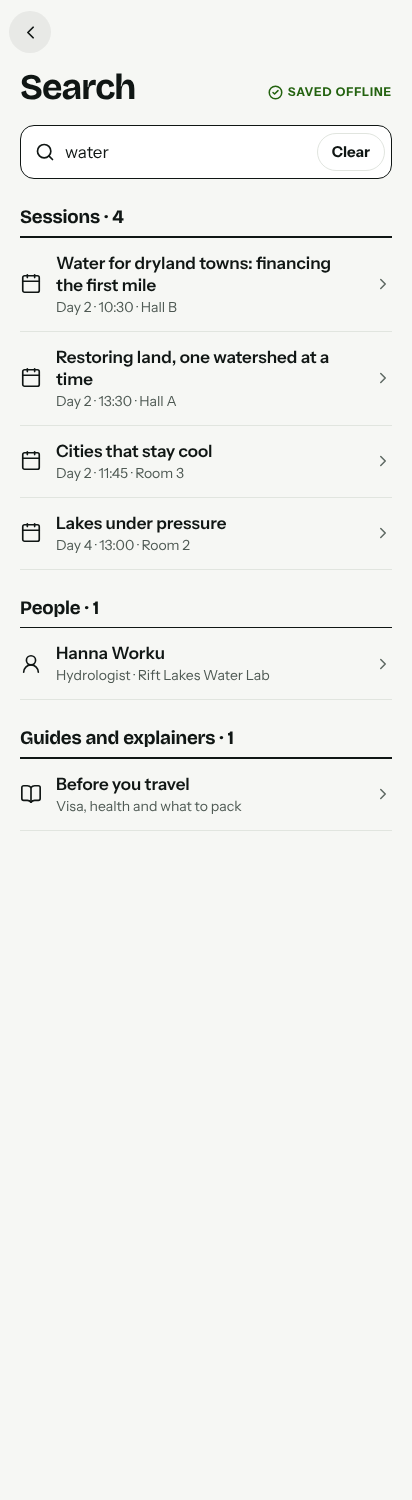 Search
SAVED OFFLINE
water
Clear
Sessions · 4
Water for dryland towns: financing
the first mile
Day 2 · 10:30 · Hall B
Restoring land, one watershed at a
time
Day 2 · 13:30 · Hall A
Cities that stay cool
Day 2 · 11:45 · Room 3
Lakes under pressure
Day 4 · 13:00 · Room 2
People · 1
Hanna Worku
Hydrologist · Rift Lakes Water Lab
Guides and explainers · 1
Before you travel
Visa, health and what to pack